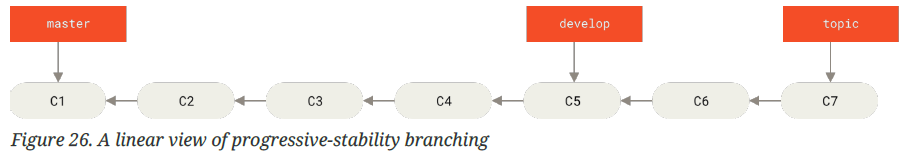 master develop topic
C1 C2 C3 C4 C5 C6 C7
Figure 26. A linear view of progressive-stability branching